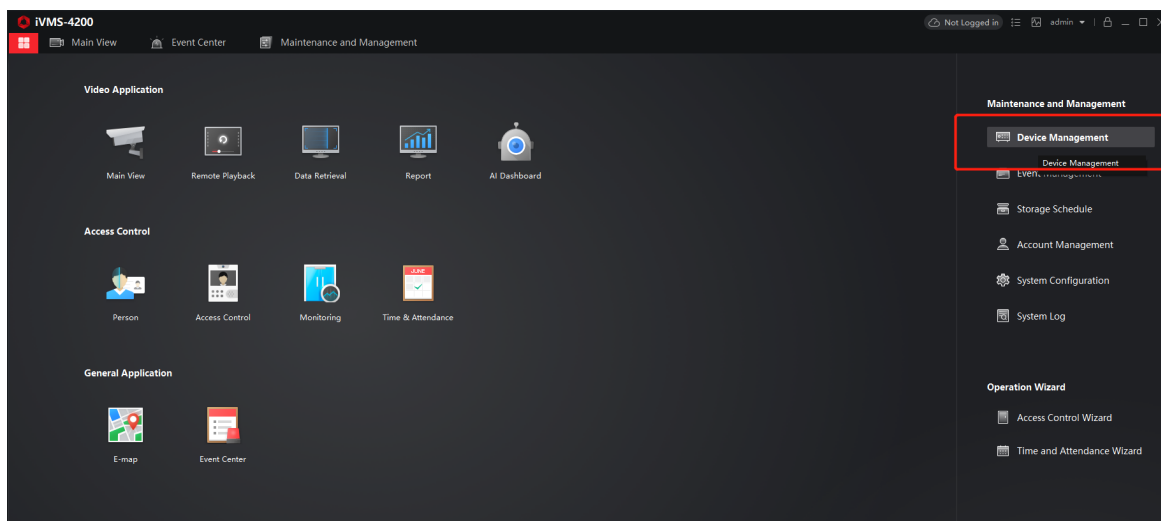 iVMS-4200
Not Logged in
admin
Main View
Event Center
Maintenance and Management
Video Application
Main View
Remote Playback
Data Retrieval
Report
AI Dashboard
Access Control
JUNE
Person
Access Control
Monitoring
Time & Attendance
General Application
E-map
Event Center
Maintenance and Management
Device Management
Device Management
Event Management
Storage Schedule
Account Management
System Configuration
System Log
Operation Wizard
Access Control Wizard
Time and Attendance Wizard